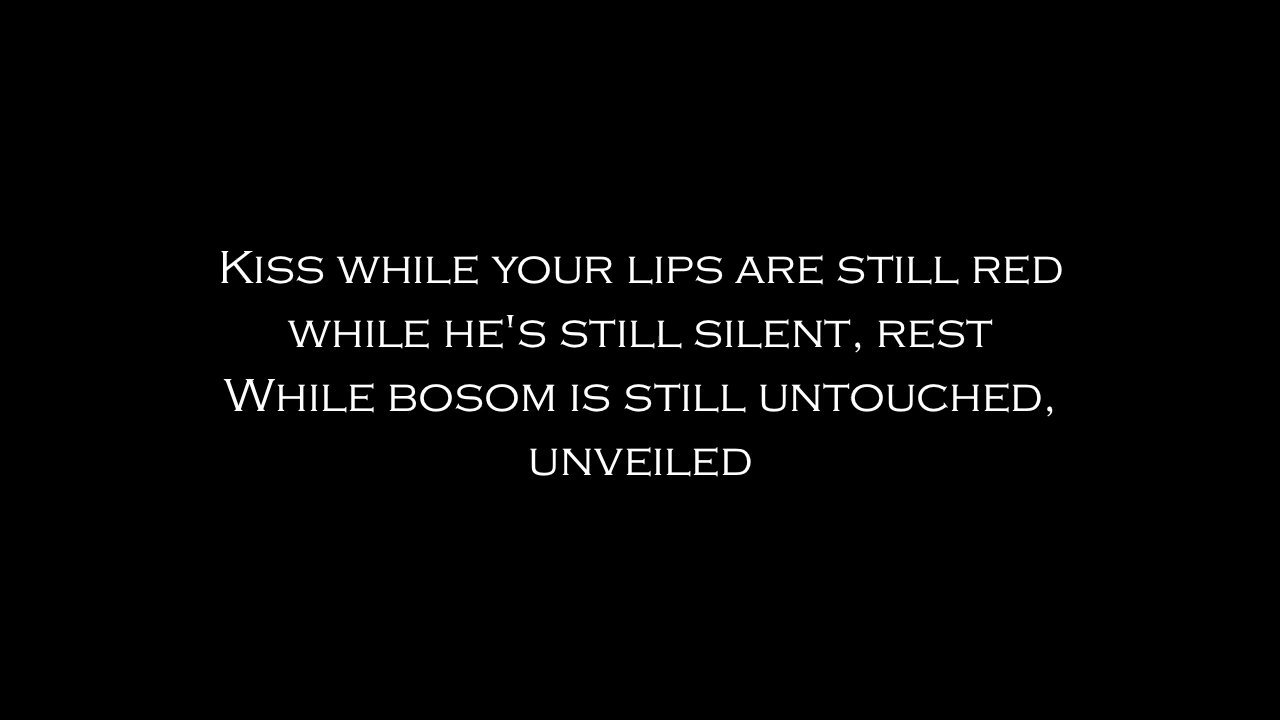 Kiss while your lips are still red
while he's still silent, rest
While bosom is still untouched,
unveiled